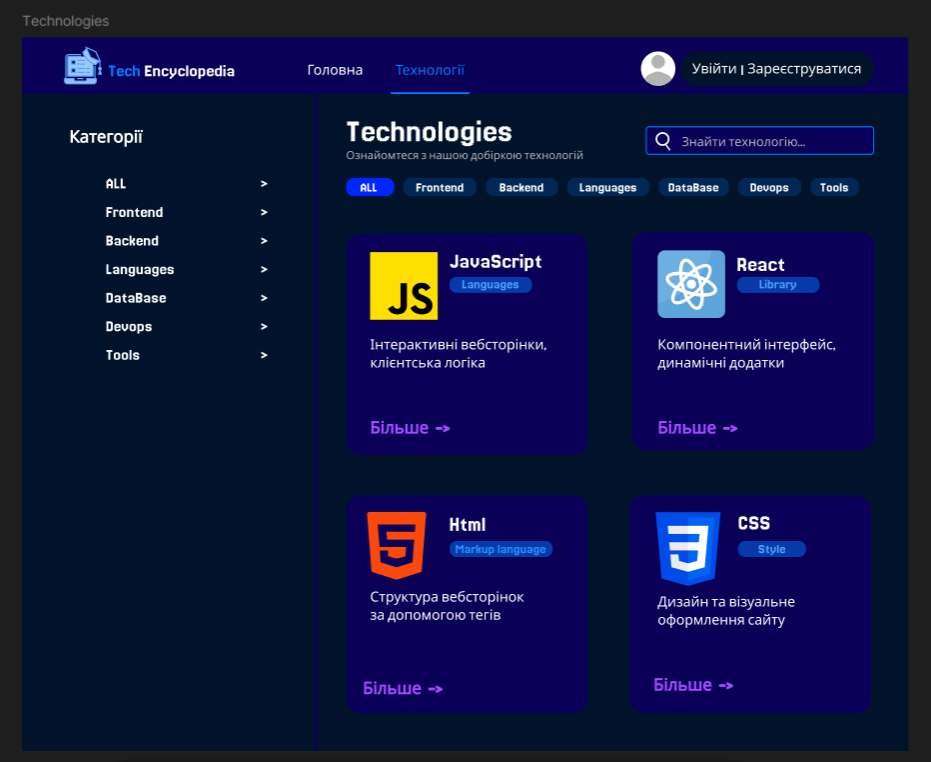 Technologies
Tech Encyclopedia
Головна
Технології
Увійти | Зареєструватися
Категорії
ALL >
Frontend >
Backend >
Languages >
DataBase >
Devops >
Tools >
Technologies
Ознайомтеся з нашою добіркою технологій
Знайти технологію...
ALL
Frontend
Backend
Languages
DataBase
Devops
Tools
JS
JavaScript
Languages
Інтерактивні вебсторінки,
клієнтська логіка
Більше ->
React
Library
Компонентний інтерфейс,
динамічні додатки
Більше ->
5
Html
Markup language
Структура вебсторінок
за допомогою тегів
Більше ->
3
CSS
Style
Дизайн та візуальне
оформлення сайту
Більше ->